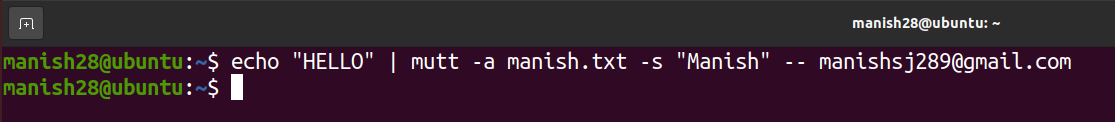 manish28@ubuntu: ~
manish28@ubuntu:~$ echo "HELLO" | mutt -a manish.txt -s "Manish" -- manishsj289@gmail.com
manish28@ubuntu:~$